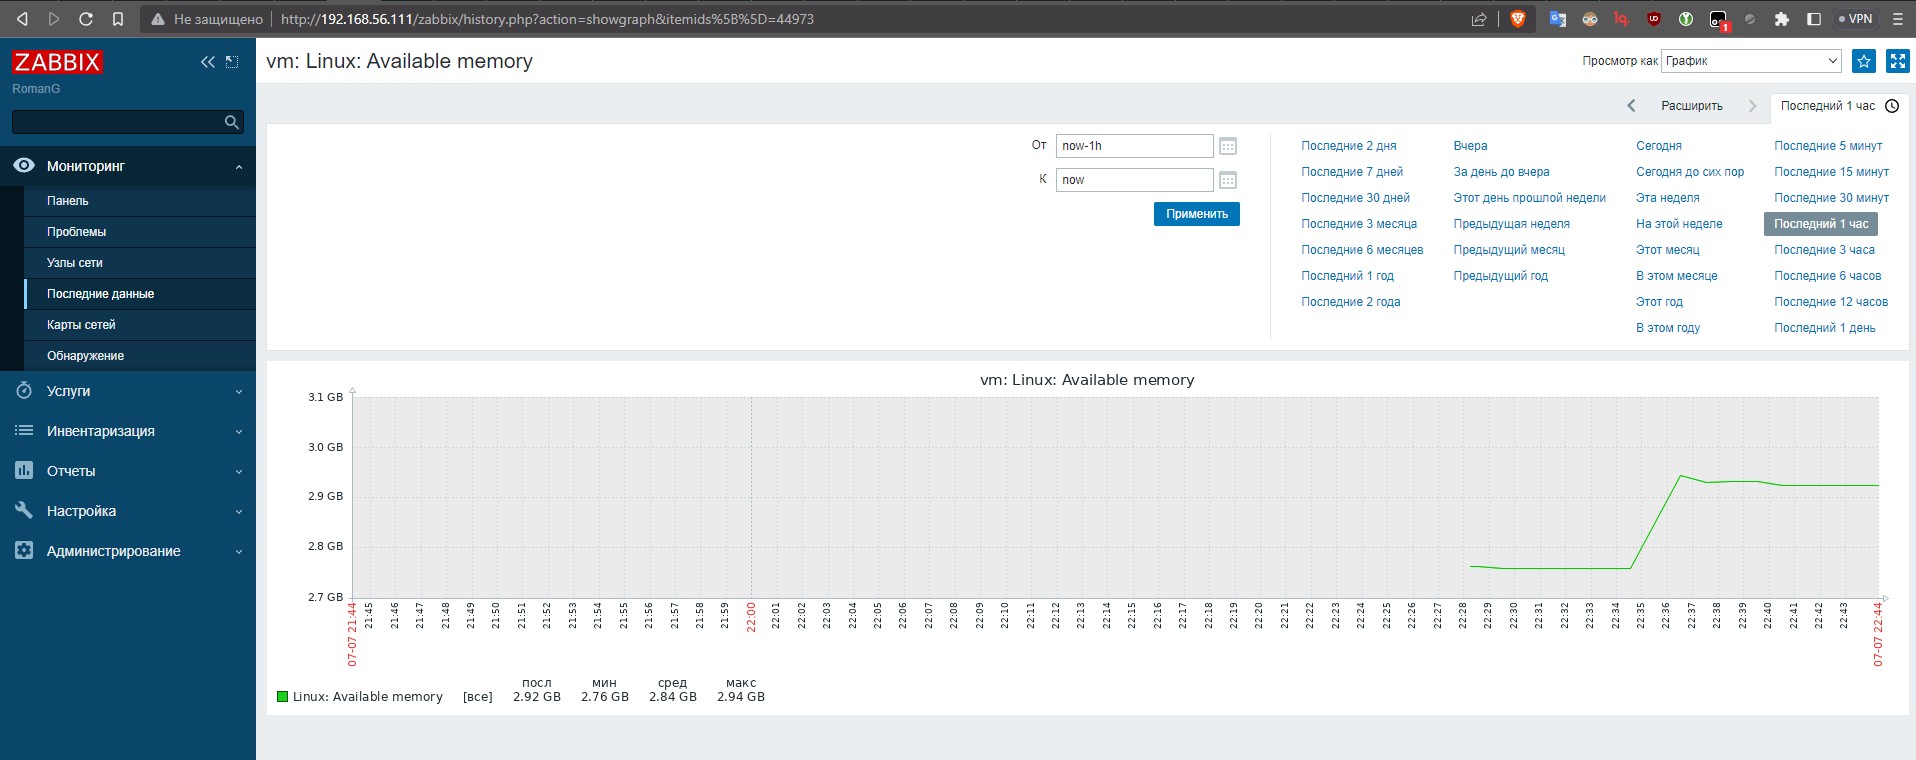 Не защищено http://192.168.56.111/zabbix/history.php?action=showgraph&itemids%5B%5D=44973
1
VPN
ZABBIX
RomanG
Мониторинг
Панель
Проблемы
Узлы сети
Последние данные
Карты сетей
Обнаружение
Услуги
Инвентаризация
Отчеты
Настройка
Администрирование
vm: Linux: Available memory
Просмотр как График
Расширить
Последний 1 час
От now-1h
К now
Применить
Последние 2 дня
Последние 7 дней
Последние 30 дней
Последние 3 месяца
Последние 6 месяцев
Последний 1 год
Последние 2 года
Вчера
За день до вчера
Этот день прошлой недели
Предыдущая неделя
Предыдущий месяц
Предыдущий год
Сегодня
Сегодня до сих пор
Эта неделя
На этой неделе
Этот месяц
В этом месяце
Этот год
В этом году
Последние 5 минут
Последние 15 минут
Последние 30 минут
Последний 1 час
Последние 3 часа
Последние 6 часов
Последние 12 часов
Последний 1 день
vm: Linux: Available memory
3.1 GB
3.0 GB
2.9 GB
2.8 GB
2.7 GB
07-07 21:44
21:45
21:46
21:47
21:48
21:49
21:50
21:51
21:52
21:53
21:54
21:55
21:56
21:57
21:58
21:59
22:00
22:01
22:02
22:03
22:04
22:05
22:06
22:07
22:08
22:09
22:10
22:11
22:12
22:13
22:14
22:15
22:16
22:17
22:18
22:19
22:20
22:21
22:22
22:23
22:24
22:25
22:26
22:27
22:28
22:29
22:30
22:31
22:32
22:33
22:34
22:35
22:36
22:37
22:38
22:39
22:40
22:41
22:42
22:43
07-07 22:44
посл мин сред макс
Linux: Available memory [все] 2.92 GB 2.76 GB 2.84 GB 2.94 GB